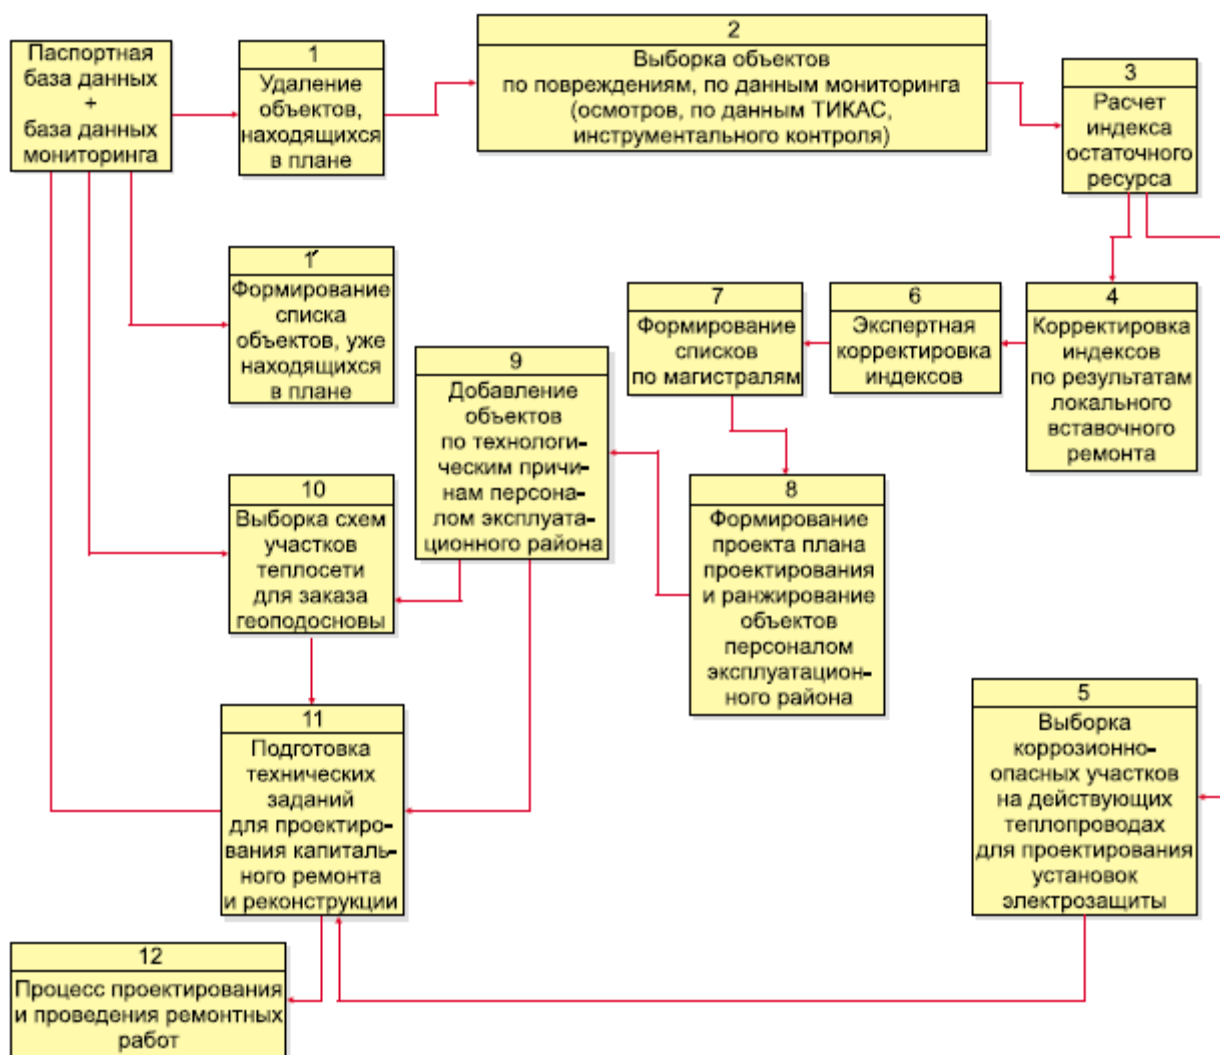 Паспортная
база данных
+
база данных
мониторинга
1
Удаление
объектов,
находящихся
в плане
2
Выборка объектов
по повреждениям, по данным мониторинга
(осмотров, по данным ТИКАС,
инструментального контроля)
3
Расчет
индекса
остаточного
ресурса
1′
Формирование
списка
объектов, уже
находящихся
в плане
9
Добавление
объектов
по технологи-
ческим причи-
нам персона-
лом эксплуата-
ционного района
7
Формирование
списков
по магистралям
6
Экспертная
корректировка
индексов
4
Корректировка
индексов
по результатам
локального
вставочного
ремонта
10
Выборка схем
участков
теплосети
для заказа
геоподосновы
8
Формирование
проекта плана
проектирования
и ранжирование
объектов
персоналом
эксплуатацион-
ного района
11
Подготовка
технических
заданий
для проектиро-
вания капиталь-
ного ремонта
и реконструкции
5
Выборка
коррозионно-
опасных участков
на действующих
теплопроводах
для проектирования
установок
электрозащиты
12
Процесс проектирования
и проведения ремонтных
работ